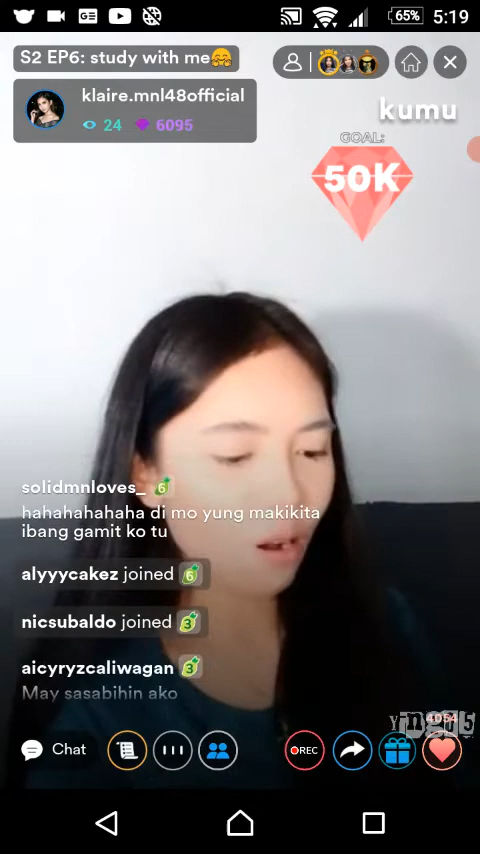 65% 5:19
S2 EP6: study with me🤗
klaire.mnl48official
24 6095
kumu
GOAL:
50K
solidmnloves_ 6
hahahahahaha di mo yung makikita
ibang gamit ko tu
alyyycakez joined 6
nicsubaldo joined 3
aicyryzcaliwagan 3
May sasabihin ako
4054
Chat
REC